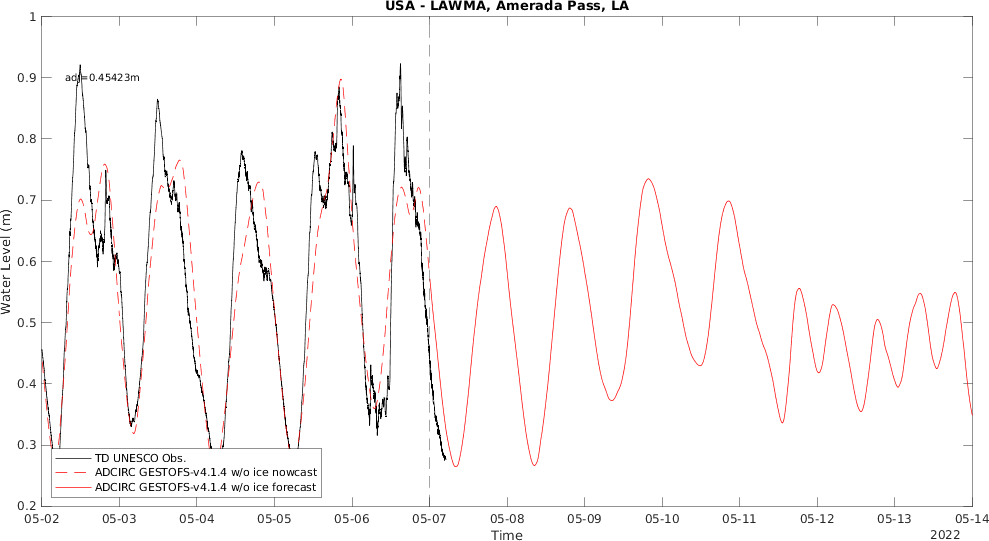 USA - LAWMA, Amerada Pass, LA
1
0.9
0.8
0.7
0.6
0.5
0.4
0.3
0.2
Water Level (m)
adj=0.45423m
TD UNESCO Obs.
ADCIRC GESTOFS-v4.1.4 w/o ice nowcast
ADCIRC GESTOFS-v4.1.4 w/o ice forecast
05-02 05-03 05-04 05-05 05-06 05-07 05-08 05-09 05-10 05-11 05-12 05-13 05-14
Time
2022